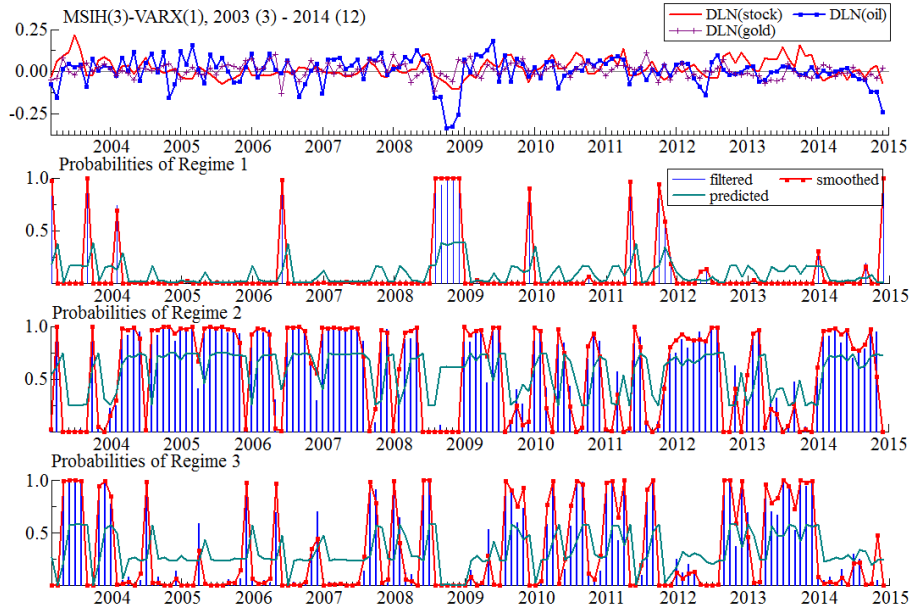 MSIH(3)-VARX(1), 2003 (3) - 2014 (12)
DLN(stock) DLN(oil)
DLN(gold)
0.25
0.00
-0.25
2004 2005 2006 2007 2008 2009 2010 2011 2012 2013 2014 2015
Probabilities of Regime 1
filtered smoothed
predicted
1.0
0.5
2004 2005 2006 2007 2008 2009 2010 2011 2012 2013 2014 2015
Probabilities of Regime 2
1.0
0.5
2004 2005 2006 2007 2008 2009 2010 2011 2012 2013 2014 2015
Probabilities of Regime 3
1.0
0.5
2004 2005 2006 2007 2008 2009 2010 2011 2012 2013 2014 2015